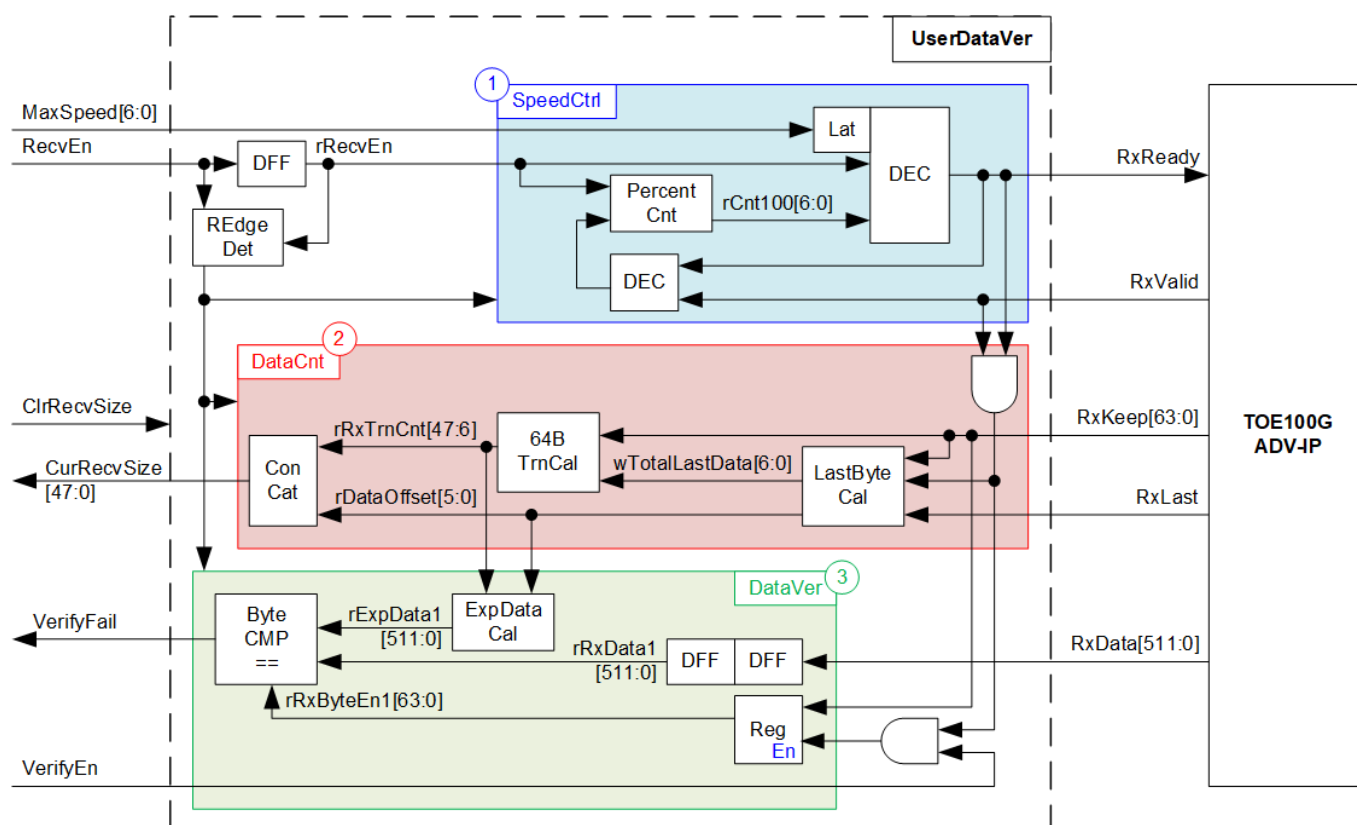 UserDataVer
1
SpeedCtrl
MaxSpeed[6:0]
RecvEn
DFF
rRecvEn
Lat
DEC
RxReady
Percent
Cnt
rCnt100[6:0]
REdge
Det
DEC
RxValid
2
DataCnt
ClrRecvSize
CurRecvSize
[47:0]
Con
Cat
rRxTrnCnt[47:6]
rDataOffset[5:0]
64B
TrnCal
wTotalLastData[6:0]
LastByte
Cal
RxKeep[63:0]
RxLast
TOE100G
ADV-IP
3
DataVer
VerifyFail
Byte
CMP
==
rExpData1
[511:0]
ExpData
Cal
rRxData1
[511:0]
DFF
DFF
RxData[511:0]
rRxByteEn1[63:0]
Reg
En
VerifyEn